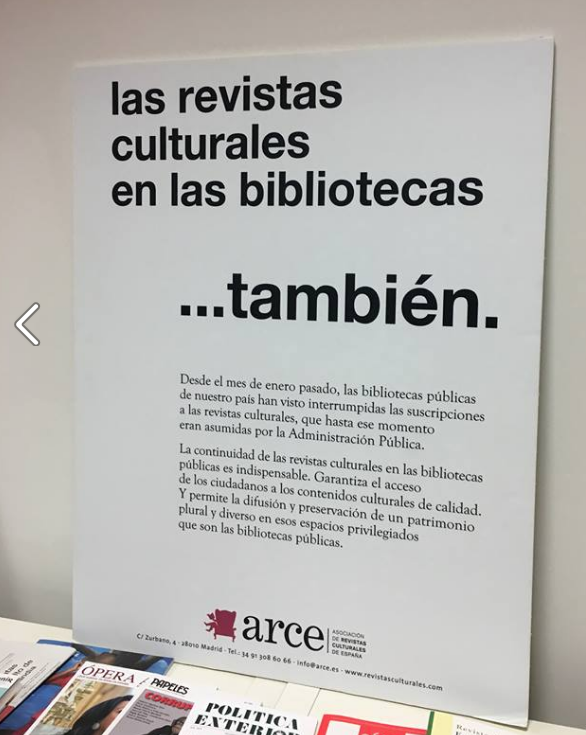 las revistas
culturales
en las bibliotecas
...también.
Desde el mes de enero pasado, las bibliotecas públicas
de nuestro país han visto interrumpidas las suscripciones
a las revistas culturales, que hasta ese momento
eran asumidas por la Administración Pública.
La continuidad de las revistas culturales en las bibliotecas
públicas es indispensable. Garantiza el acceso
de los ciudadanos a los contenidos culturales de calidad.
Y permite la difusión y preservación de un patrimonio
plural y diverso en esos espacios privilegiados
que son las bibliotecas públicas.
arce
ASOCIACIÓN
DE REVISTAS
CULTURALES
DE ESPAÑA
C/ Zurbano, 4 · 28010 Madrid · Tel.: 34 91 308 60 66 · info@arce.es · www.revistasculturales.com
ÓPERA
PAPELES
POLITICA
EXTERIOR